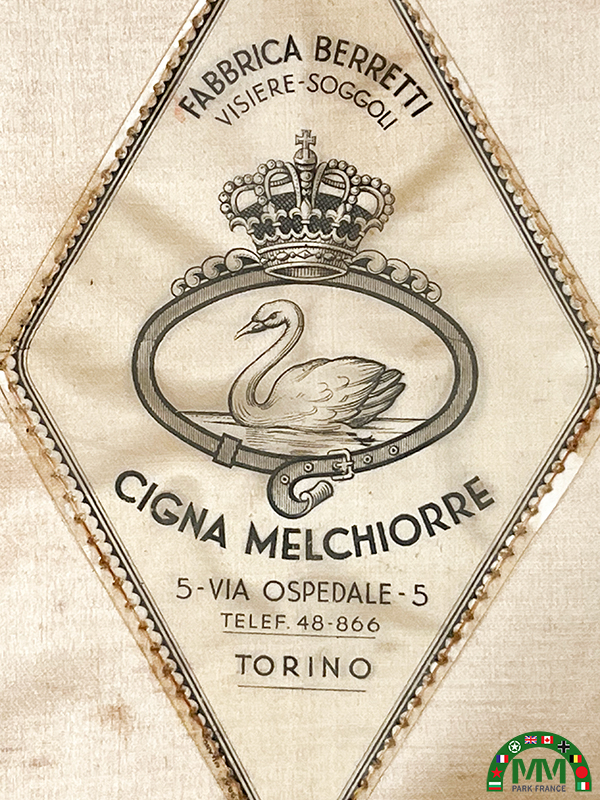 FABBRICA BERRETTI
VISIERE-SOGGOLI
CIGNA MELCHIORRE
5-VIA OSPEDALE-5
TELEF. 48-866
TORINO
MM
PARK-FRANCE